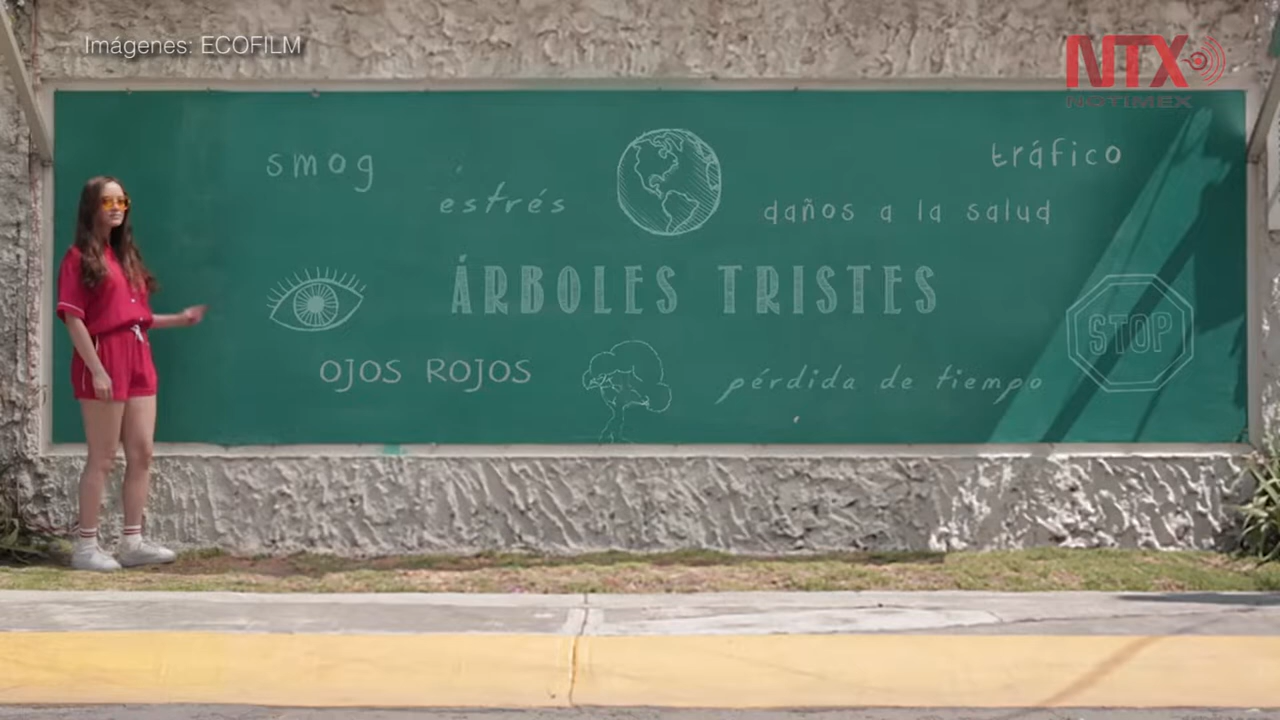 Imágenes: ECOFILM
NTX
NOTIMEX
smog
estrés
tráfico
daños a la salud
ÁRBOLES TRISTES
STOP
OJOS ROJOS
pérdida de tiempo